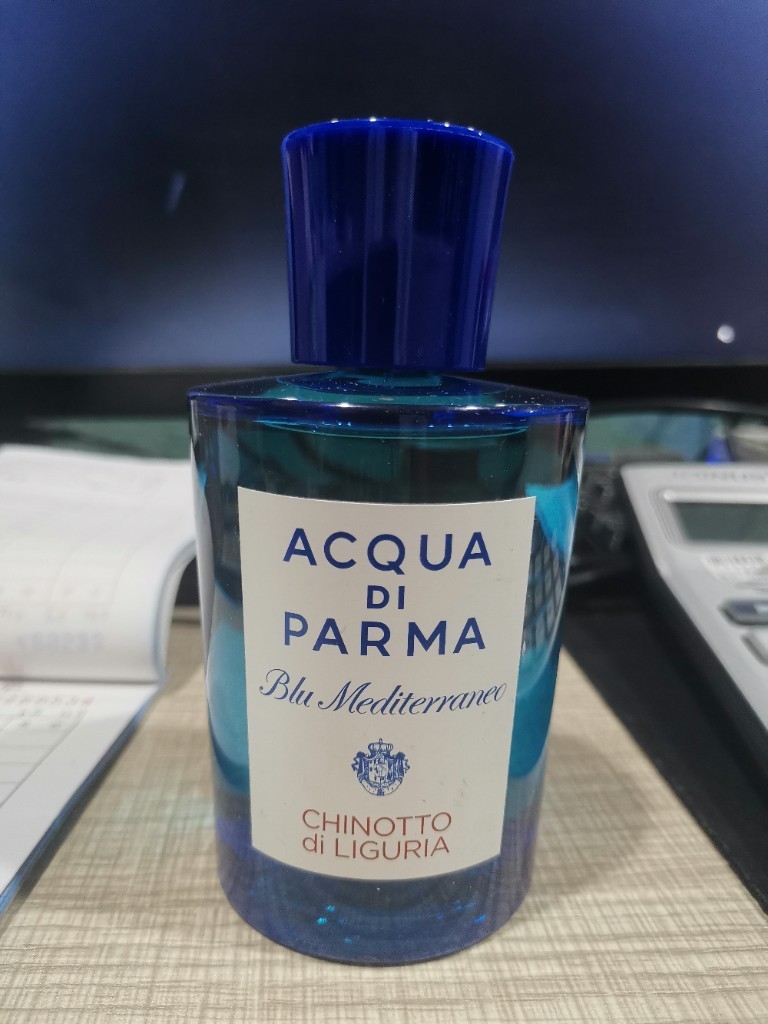 ACQUA
DI
PARMA
Blu Mediterraneo
CHINOTTO
di LIGURIA